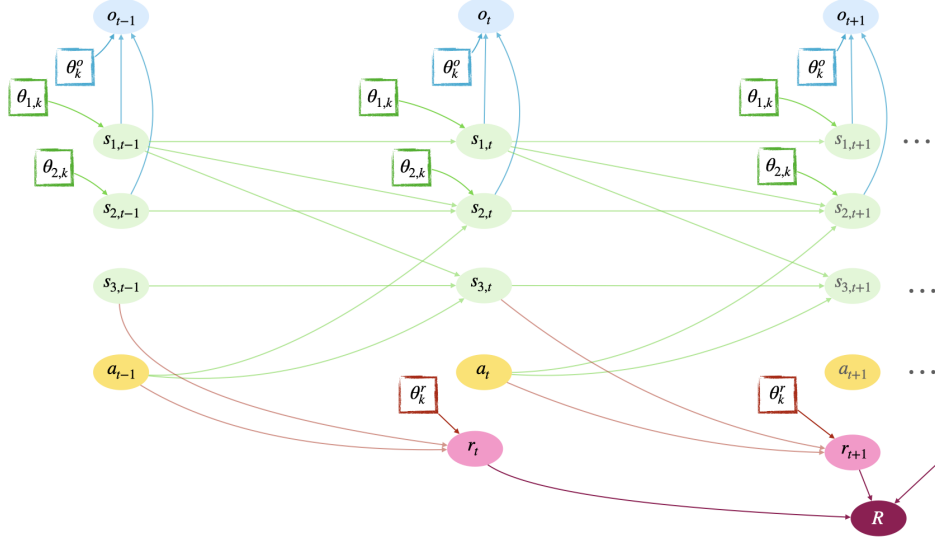 o_{t-1} o_t o_{t+1}
θ_k^o θ_k^o θ_k^o
θ_{1,k} θ_{1,k} θ_{1,k}
s_{1,t-1} s_{1,t} s_{1,t+1} ...
θ_{2,k} θ_{2,k} θ_{2,k}
s_{2,t-1} s_{2,t} s_{2,t+1}
s_{3,t-1} s_{3,t} s_{3,t+1} ...
a_{t-1} a_t a_{t+1} ...
θ_k^r θ_k^r
r_t r_{t+1}
R